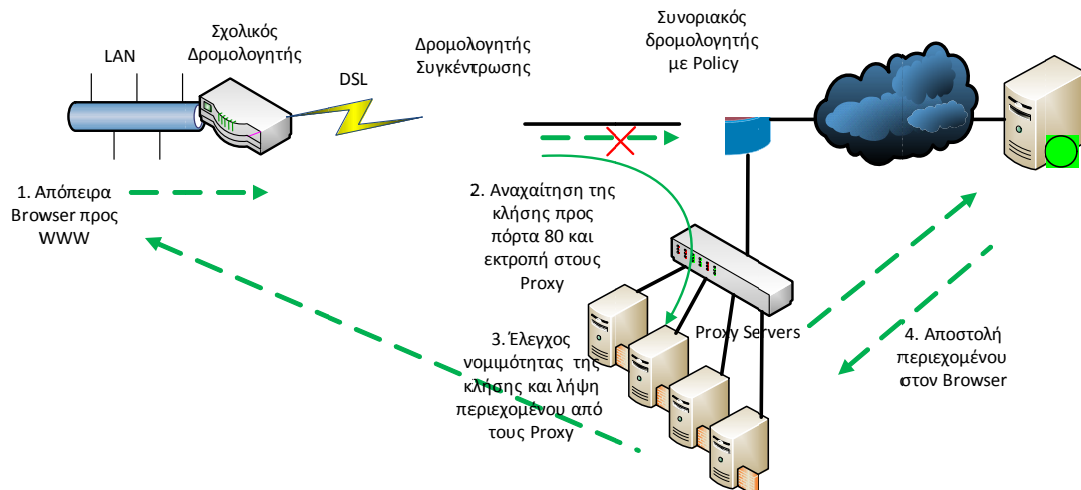 LAN
Σχολικός
Δρομολογητής
DSL
Δρομολογητής
Συγκέντρωσης
Συνοριακός
δρομολογητής
με Policy
1. Απόπειρα
Browser προς
WWW
2. Αναχαίτηση της
κλήσης προς
πόρτα 80 και
εκτροπή στους
Proxy
3. Έλεγχος
νομιμότητας της
κλήσης και λήψη
περιεχομένου από
τους Proxy
Proxy Servers
4. Αποστολή
περιεχομένου
στον Browser